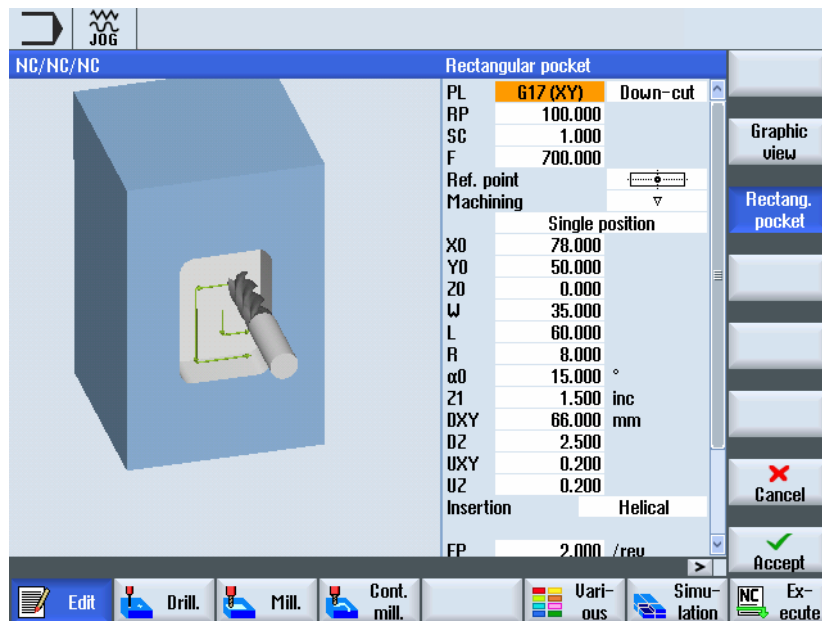 JOG
NC/NC/NC
Rectangular pocket
PL G17 (XY) Down-cut
RP 100.000
SC 1.000
F 700.000
Ref. point
Machining ▽
Single position
X0 78.000
Y0 50.000
Z0 0.000
W 35.000
L 60.000
R 8.000
α0 15.000 °
Z1 1.500 inc
DXY 66.000 mm
DZ 2.500
UXY 0.200
UZ 0.200
Insertion Helical
EP 2.000 /rev
Graphic
view
Rectang.
pocket
Cancel
Accept
>
Edit
Drill.
Mill.
Cont.
mill.
Vari-
ous
Simu-
lation
NC Ex-
ecute